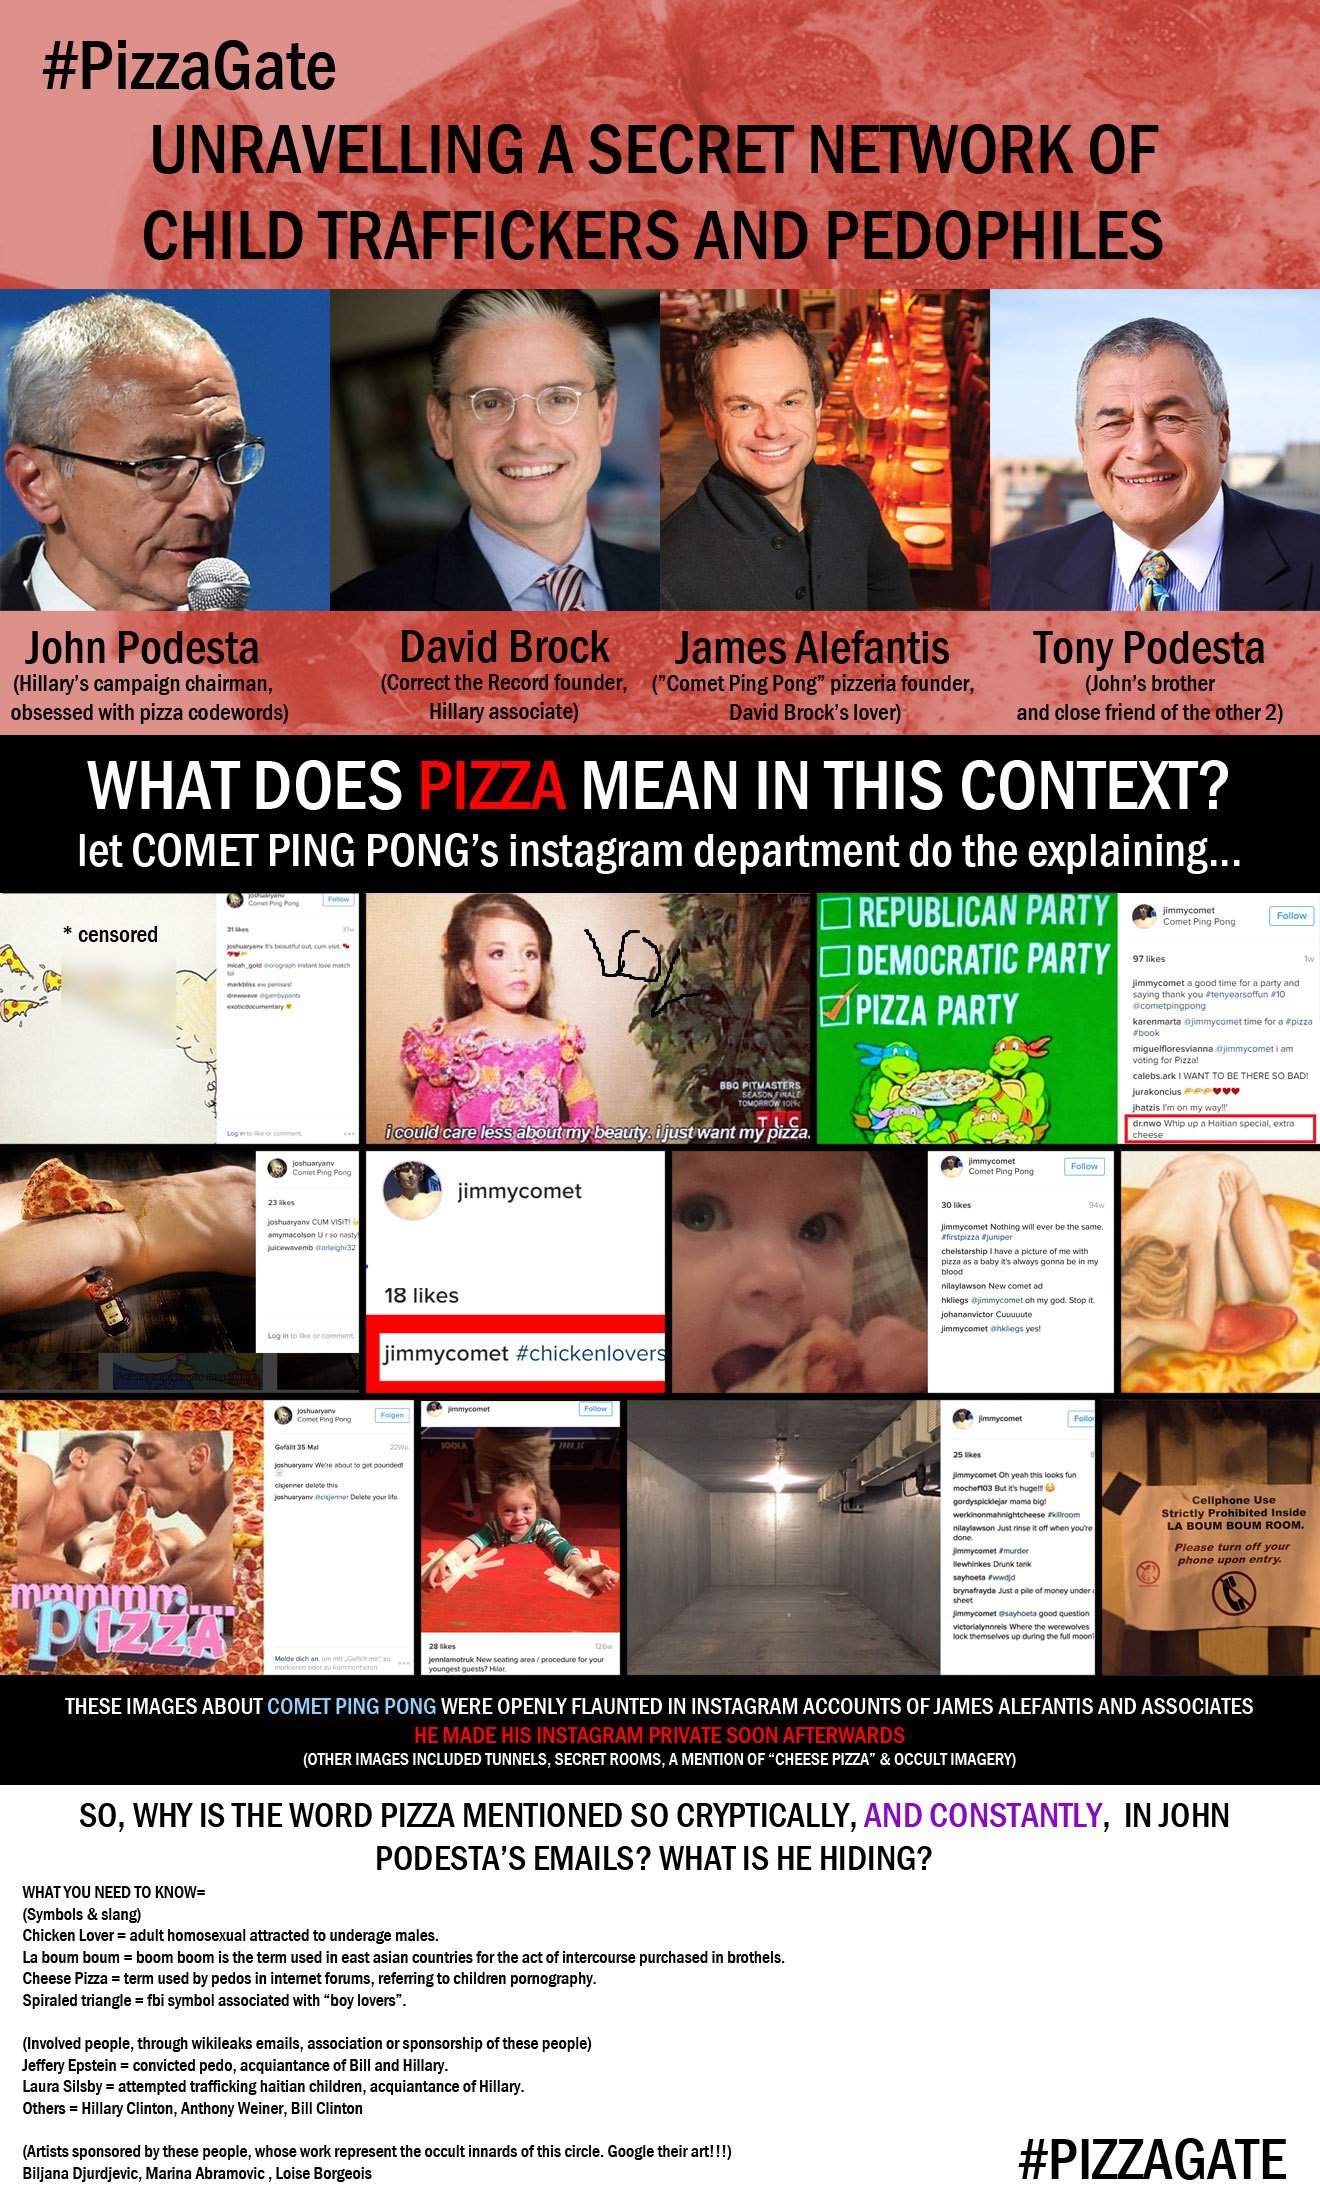 #PizzaGate
UNRAVELLING A SECRET NETWORK OF
CHILD TRAFFICKERS AND PEDOPHILES
John Podesta
(Hillary's campaign chairman,
obsessed with pizza codewords)
David Brock
(Correct the Record founder,
Hillary associate)
James Alefantis
("Comet Ping Pong" pizzeria founder,
David Brock's lover)
Tony Podesta
(John's brother
and close friend of the other 2)
WHAT DOES PIZZA MEAN IN THIS CONTEXT?
let COMET PING PONG's instagram department do the explaining...
* censored
joshuaryanv
Comet Ping Pong
Follow
31 likes
37w
joshuaryanv It's beautiful out, cum visit.
micah_gold @orograph instant love match
lol
markbliss ew penises!
drewwave @gambypants
exoticdocumentary
Log in to like or comment.
BBQ PITMASTERS
SEASON FINALE
TOMORROW 10|9c
TLC
i could care less about my beauty. i just want my pizza.
REPUBLICAN PARTY
DEMOCRATIC PARTY
PIZZA PARTY
jimmycomet
Comet Ping Pong
Follow
97 likes
1w
jimmycomet a good time for a party and
saying thank you #tenyearsoffun #10
@cometpingpong
karenmarta @jimmycomet time for a #pizza
#book
miguelfloresvianna @jimmycomet i am
voting for Pizza!
calebs.ark I WANT TO BE THERE SO BAD!
jurakoncius
jhatzis I'm on my way!!'
dr.nwo Whip up a Haitian special, extra
cheese
joshuaryanv
Comet Ping Pong
23 likes
joshuaryanv CUM VISIT!
amymacolson U r so nasty!
juicewavemb @arleighr32
Log in to like or comment.
jimmycomet
18 likes
jimmycomet #chickenlovers
jimmycomet
Comet Ping Pong
Follow
30 likes
94w
jimmycomet Nothing will ever be the same.
#firstpizza #juniper
chelstarship I have a picture of me with
pizza as a baby it's always gonna be in my
blood
nilaylawson New comet ad
hkliegs @jimmycomet oh my god. Stop it.
johananvictor Cuuuuute
jimmycomet @hkliegs yes!
mmmmm....
pizza
joshuaryanv
Comet Ping Pong
Folgen
Gefällt 35 Mal
22Wo.
joshuaryanv We're about to get pounded!
cisjenner delete this
joshuaryanv @cisjenner Delete your life.
Melde dich an, um mit „Gefällt mir" zu
markieren oder zu kommentieren.
jimmycomet
Follow
JOOLA
28 likes
126w
jennlamotruk New seating area / procedure for your
youngest guests? Hilar.
jimmycomet
Follo
25 likes
jimmycomet Oh yeah this looks fun
mochef103 But it's huge!!!
gordyspicklejar mama big!
werkinonmahnightcheese #killroom
nilaylawson Just rinse it off when you're
done.
jimmycomet #murder
llewhinkes Drunk tank
sayhoeta #wwdjd
brynafrayda Just a pile of money under a
sheet
jimmycomet @sayhoeta good question
victorialynnreis Where the werewolves
lock themselves up during the full moon?
Cellphone Use
Strictly Prohibited Inside
LA BOUM BOUM ROOM.
Please turn off your
phone upon entry.
THESE IMAGES ABOUT COMET PING PONG WERE OPENLY FLAUNTED IN INSTAGRAM ACCOUNTS OF JAMES ALEFANTIS AND ASSOCIATES
HE MADE HIS INSTAGRAM PRIVATE SOON AFTERWARDS
(OTHER IMAGES INCLUDED TUNNELS, SECRET ROOMS, A MENTION OF "CHEESE PIZZA" & OCCULT IMAGERY)
SO, WHY IS THE WORD PIZZA MENTIONED SO CRYPTICALLY, AND CONSTANTLY, IN JOHN
PODESTA'S EMAILS? WHAT IS HE HIDING?
WHAT YOU NEED TO KNOW=
(Symbols & slang)
Chicken Lover = adult homosexual attracted to underage males.
La boum boum = boom boom is the term used in east asian countries for the act of intercourse purchased in brothels.
Cheese Pizza = term used by pedos in internet forums, referring to children pornography.
Spiraled triangle = fbi symbol associated with "boy lovers".
(Involved people, through wikileaks emails, association or sponsorship of these people)
Jeffery Epstein = convicted pedo, acquiantance of Bill and Hillary.
Laura Silsby = attempted trafficking haitian children, acquiantance of Hillary.
Others = Hillary Clinton, Anthony Weiner, Bill Clinton
(Artists sponsored by these people, whose work represent the occult innards of this circle. Google their art!!!)
Biljana Djurdjevic, Marina Abramovic , Loise Borgeois
#PIZZAGATE